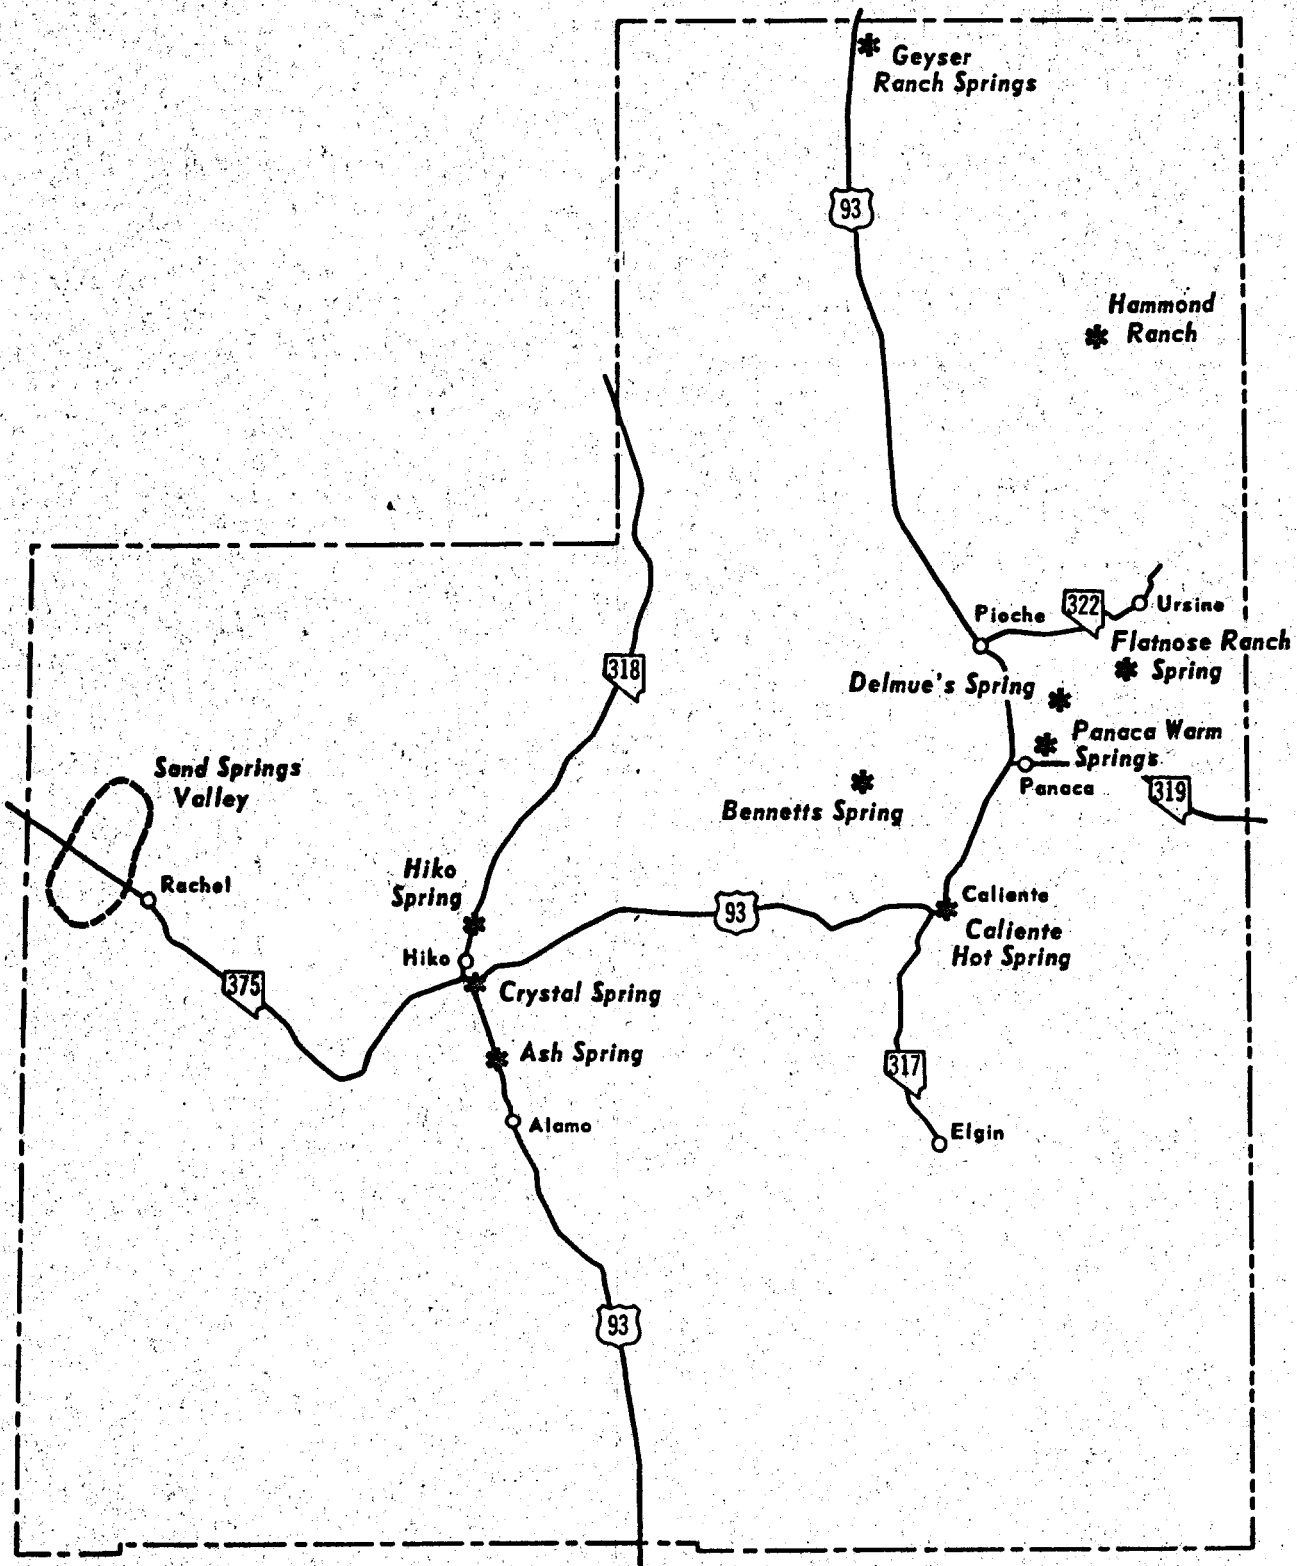 Geyser
Ranch Springs
93
Hammond
Ranch
Pioche
322
Ursine
Flatnose Ranch
Spring
Delmue's Spring
318
Panaca Warm
Springs
Panaca
319
Sand Springs
Valley
Bennetts Spring
Rachel
Hiko
Spring
93
Caliente
Caliente
Hot Spring
Hiko
375
Crystal Spring
Ash Spring
317
Alamo
Elgin
93